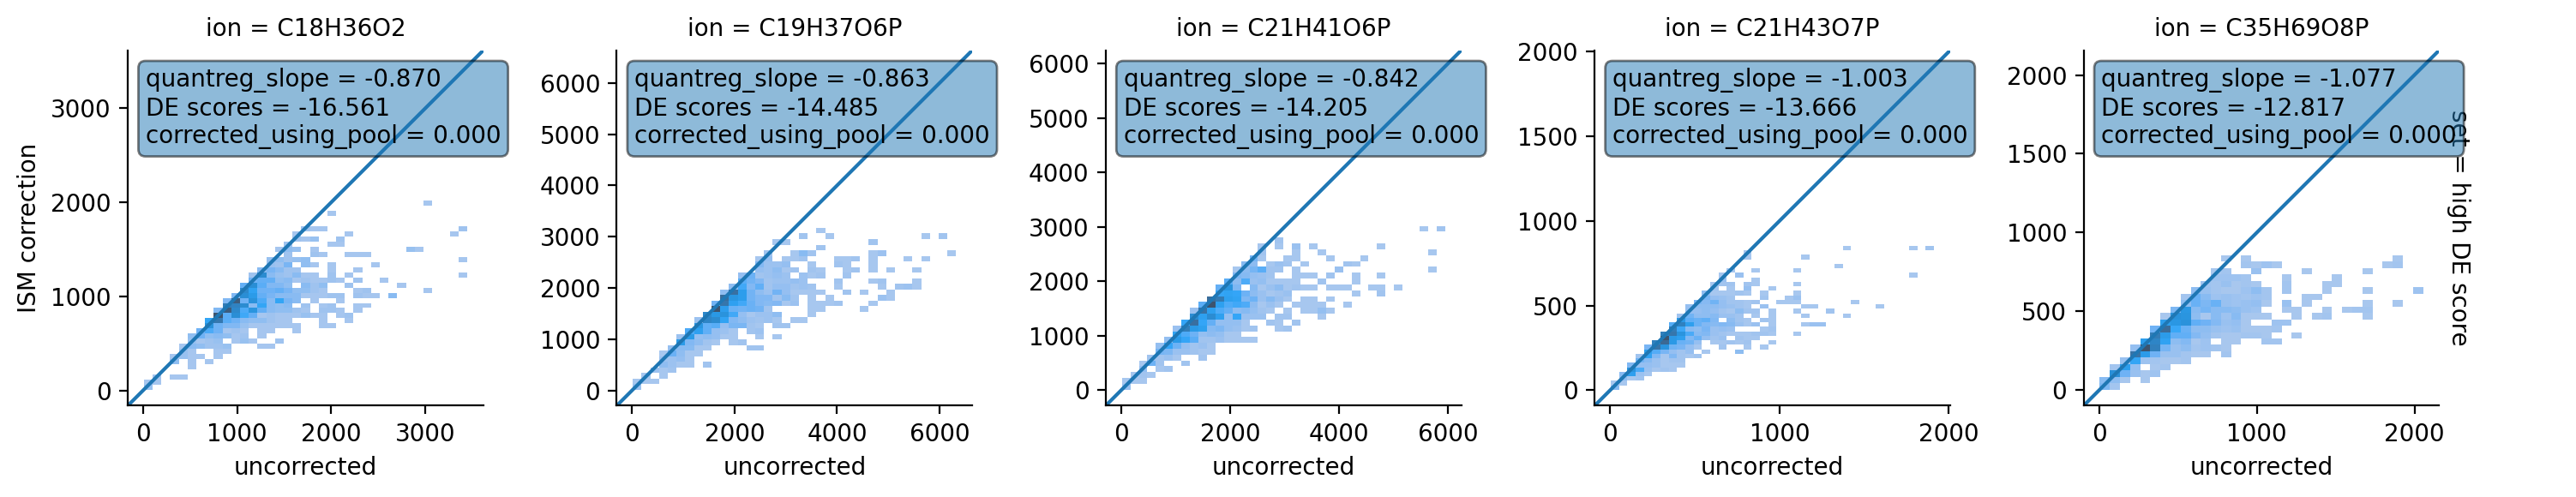 ion = C18H36O2
quantreg_slope = -0.870
DE scores = -16.561
corrected_using_pool = 0.000
ISM correction
3000
2000
1000
0
0 1000 2000 3000
uncorrected
ion = C19H37O6P
quantreg_slope = -0.863
DE scores = -14.485
corrected_using_pool = 0.000
6000
5000
4000
3000
2000
1000
0
0 2000 4000 6000
uncorrected
ion = C21H41O6P
quantreg_slope = -0.842
DE scores = -14.205
corrected_using_pool = 0.000
6000
5000
4000
3000
2000
1000
0
0 2000 4000 6000
uncorrected
ion = C21H43O7P
quantreg_slope = -1.003
DE scores = -13.666
corrected_using_pool = 0.000
2000
1500
1000
500
0
0 1000 2000
uncorrected
ion = C35H69O8P
quantreg_slope = -1.077
DE scores = -12.817
corrected_using_pool = 0.000
2000
1500
1000
500
0
0 1000 2000
uncorrected
set = high DE score